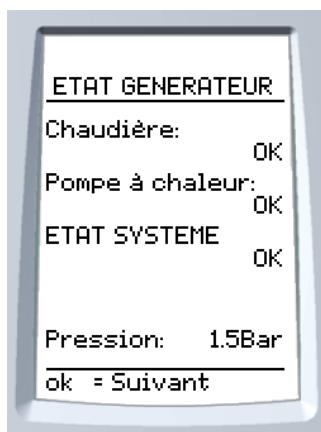 ETAT GENERATEUR
Chaudière:
OK
Pompe à chaleur:
OK
ETAT SYSTEME
OK
Pression: 1.5Bar
ok = Suivant